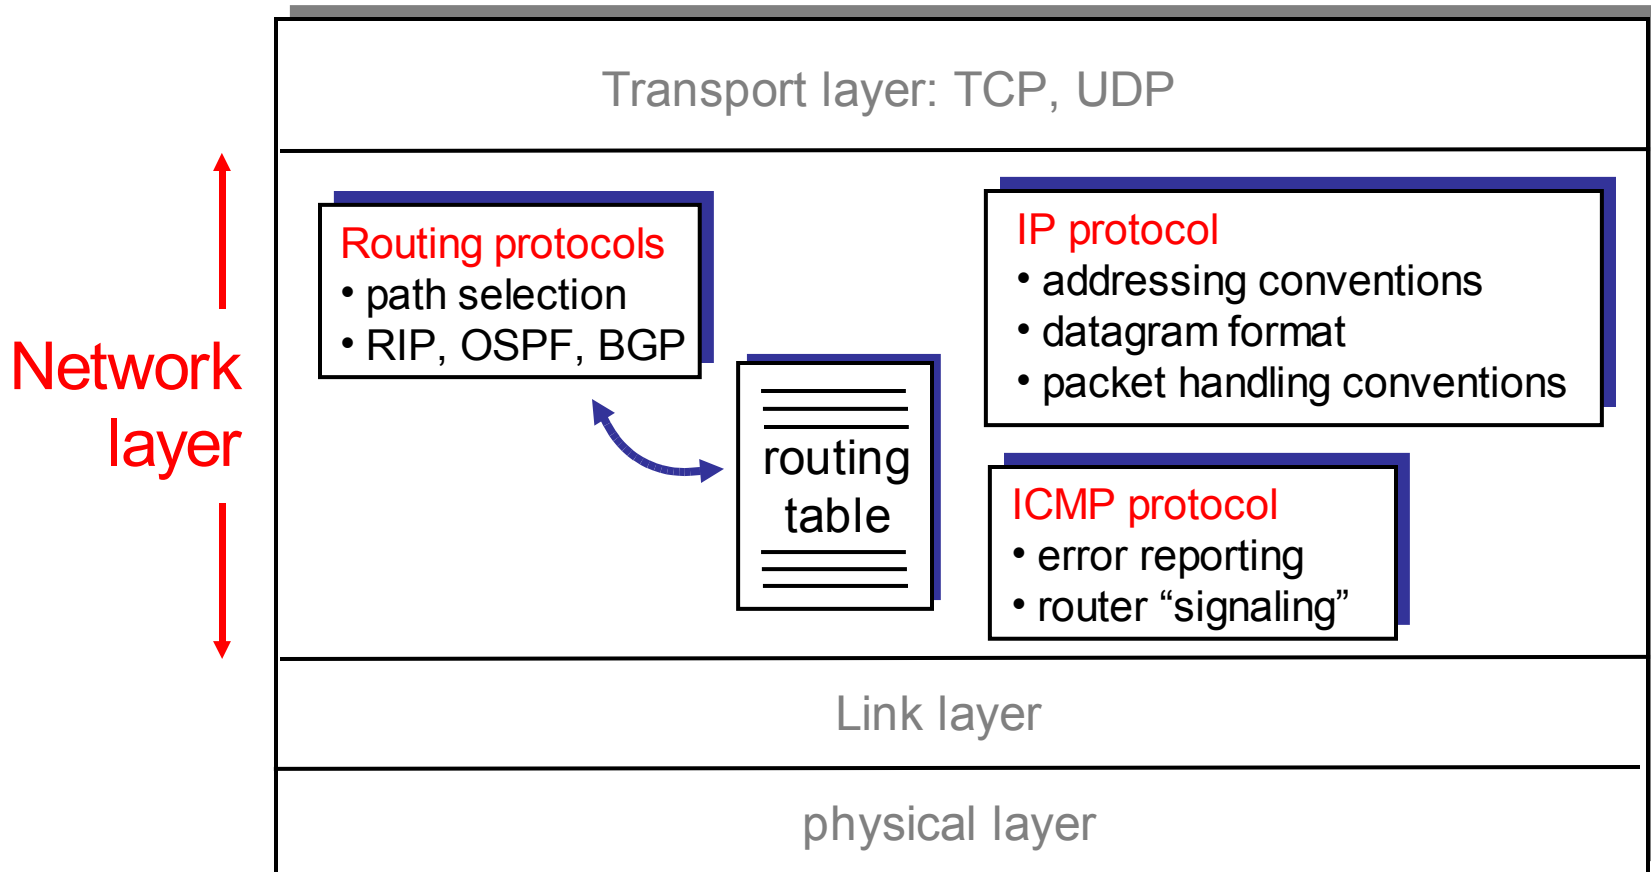 Transport layer: TCP, UDP
Network
layer
Routing protocols
• path selection
• RIP, OSPF, BGP
routing
table
IP protocol
• addressing conventions
• datagram format
• packet handling conventions
ICMP protocol
• error reporting
• router “signaling”
Link layer
physical layer